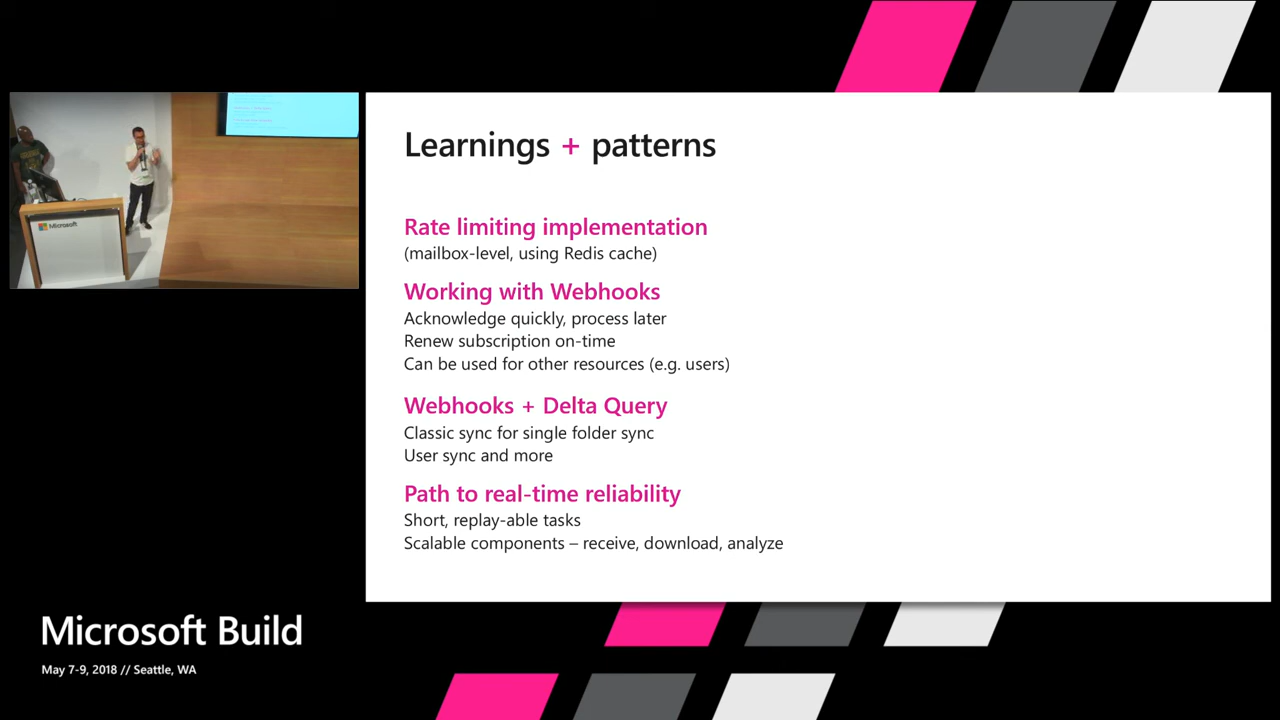 Microsoft
Learnings + patterns
Rate limiting implementation
(mailbox-level, using Redis cache)
Working with Webhooks
Acknowledge quickly, process later
Renew subscription on-time
Can be used for other resources (e.g. users)
Webhooks + Delta Query
Classic sync for single folder sync
User sync and more
Path to real-time reliability
Short, replay-able tasks
Scalable components – receive, download, analyze
Microsoft Build
May 7-9, 2018 // Seattle, WA